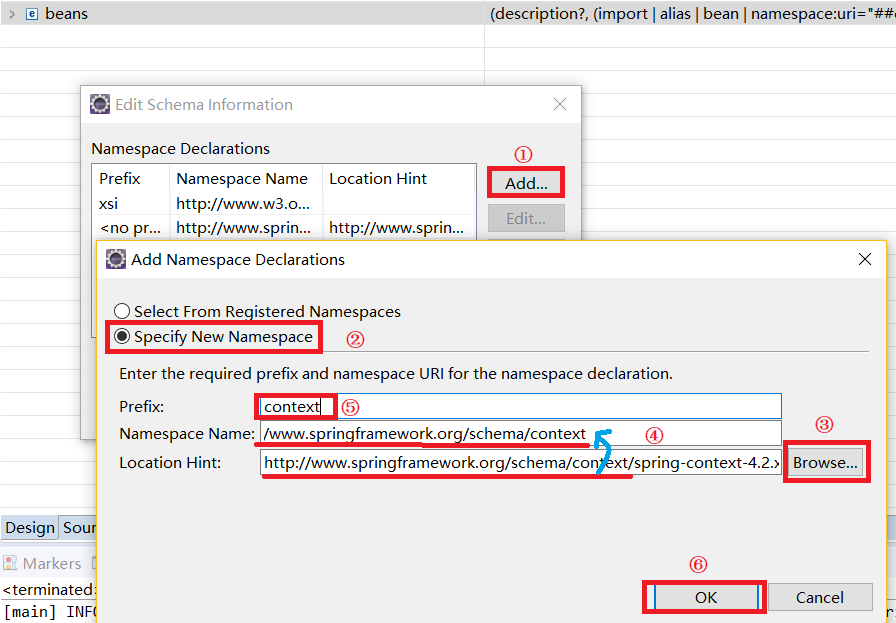 beans (description?, (import | alias | bean | namespace:uri="##
Edit Schema Information
Namespace Declarations
①
Prefix Namespace Name Location Hint Add...
xsi http://www.w3.o...
<no pr... http://www.sprin... http://www.sprin... Edit...
Add Namespace Declarations
Select From Registered Namespaces
Specify New Namespace ②
Enter the required prefix and namespace URI for the namespace declaration.
Prefix: context ⑤
Namespace Name: /www.springframework.org/schema/context ④ ③
Location Hint: http://www.springframework.org/schema/context/spring-context-4.2.x Browse...
Design Sour
Markers
⑥
<terminated>
OK Cancel
[main] INFO